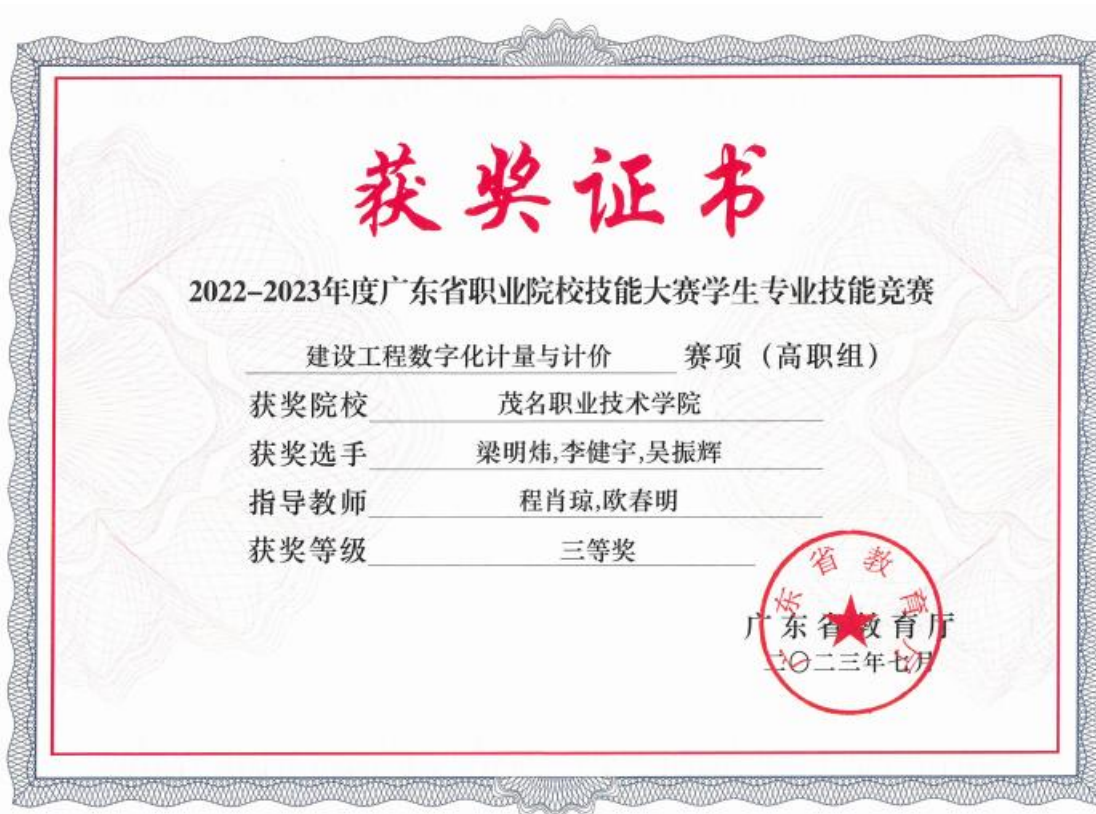 获奖证书
2022-2023年度广东省职业院校技能大赛学生专业技能竞赛
建设工程数字化计量与计价 赛项（高职组）
获奖院校 茂名职业技术学院
获奖选手 梁明炜,李健宇,吴振辉
指导教师 程肖琼,欧春明
获奖等级 三等奖
广东省教育厅
广东省教育厅
二〇二三年七月